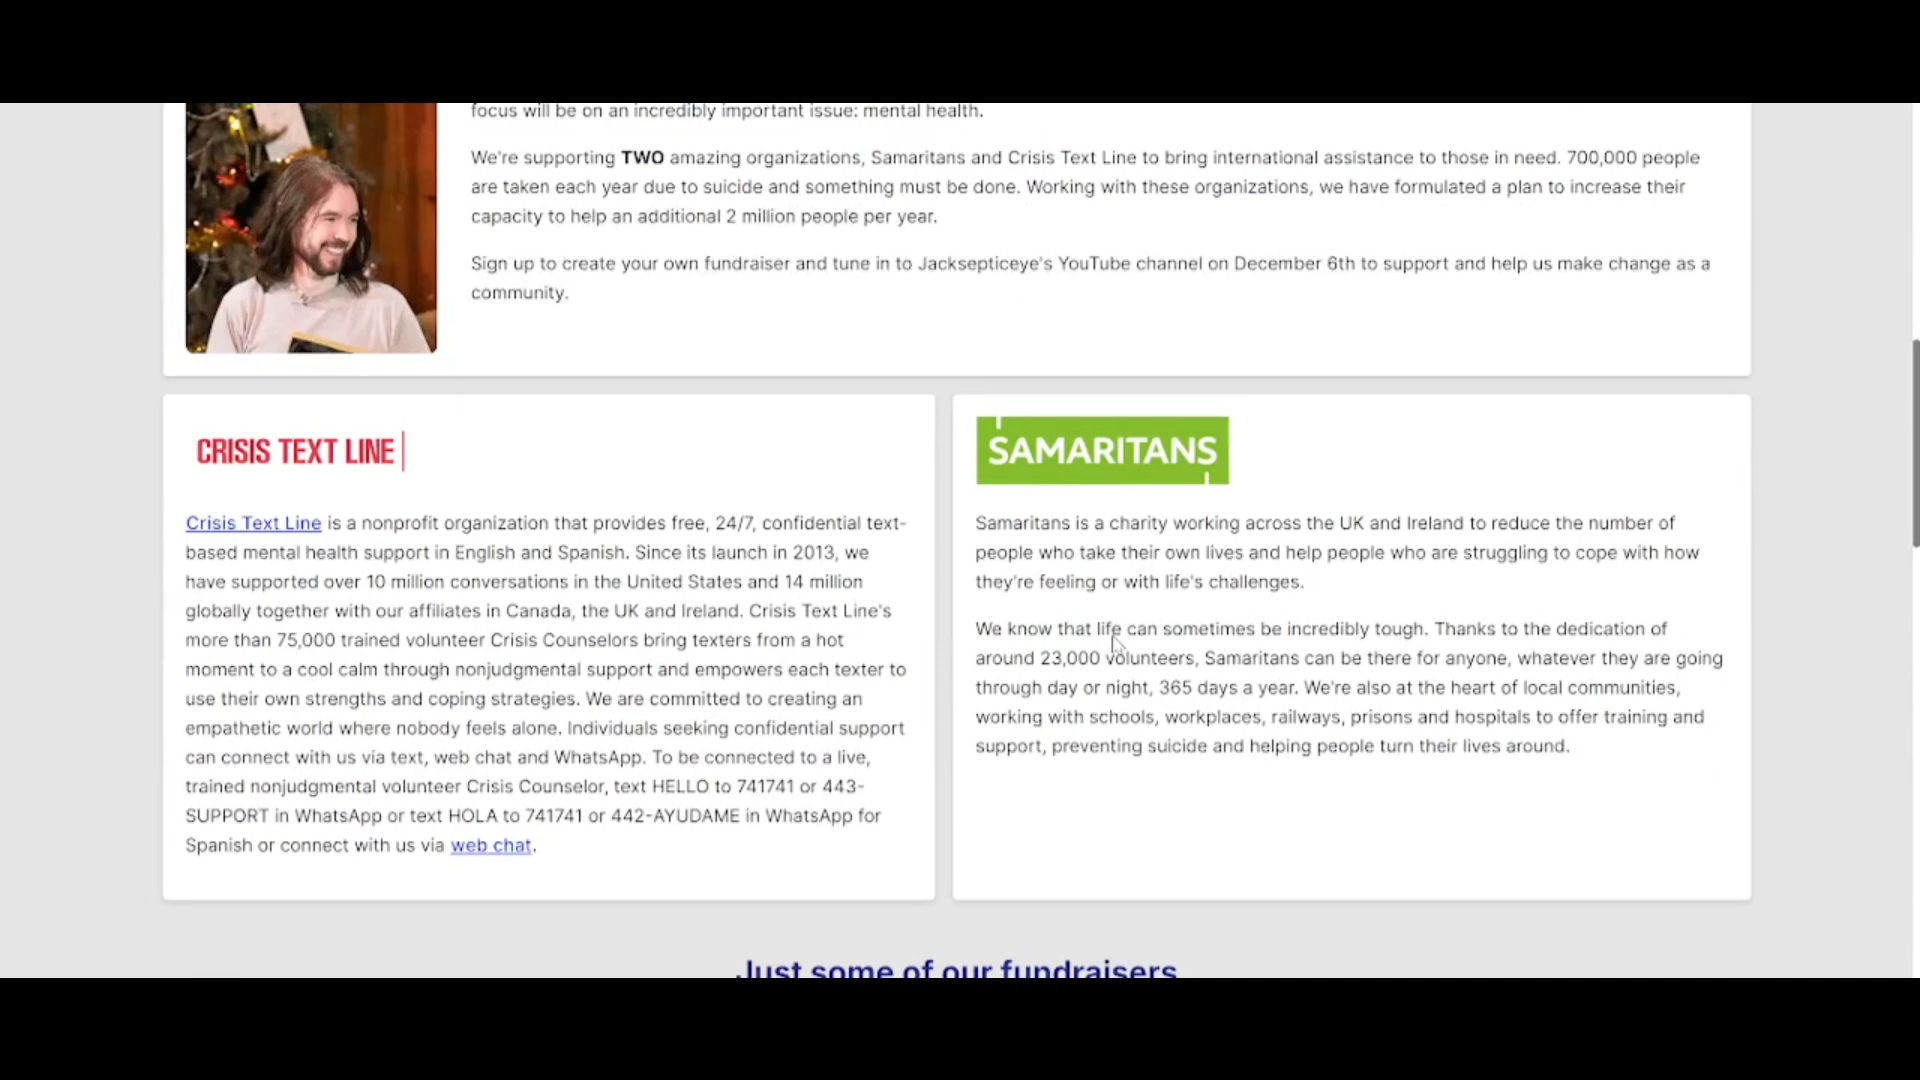 focus will be on an incredibly important issue: mental health.
We're supporting TWO amazing organizations, Samaritans and Crisis Text Line to bring international assistance to those in need. 700,000 people
are taken each year due to suicide and something must be done. Working with these organizations, we have formulated a plan to increase their
capacity to help an additional 2 million people per year.
Sign up to create your own fundraiser and tune in to Jacksepticeye's YouTube channel on December 6th to support and help us make change as a
community.
CRISIS TEXT LINE
Crisis Text Line is a nonprofit organization that provides free, 24/7, confidential text-
based mental health support in English and Spanish. Since its launch in 2013, we
have supported over 10 million conversations in the United States and 14 million
globally together with our affiliates in Canada, the UK and Ireland. Crisis Text Line's
more than 75,000 trained volunteer Crisis Counselors bring texters from a hot
moment to a cool calm through nonjudgmental support and empowers each texter to
use their own strengths and coping strategies. We are committed to creating an
empathetic world where nobody feels alone. Individuals seeking confidential support
can connect with us via text, web chat and WhatsApp. To be connected to a live,
trained nonjudgmental volunteer Crisis Counselor, text HELLO to 741741 or 443-
SUPPORT in WhatsApp or text HOLA to 741741 or 442-AYUDAME in WhatsApp for
Spanish or connect with us via web chat.
SAMARITANS
Samaritans is a charity working across the UK and Ireland to reduce the number of
people who take their own lives and help people who are struggling to cope with how
they're feeling or with life's challenges.
We know that life can sometimes be incredibly tough. Thanks to the dedication of
around 23,000 volunteers, Samaritans can be there for anyone, whatever they are going
through day or night, 365 days a year. We're also at the heart of local communities,
working with schools, workplaces, railways, prisons and hospitals to offer training and
support, preventing suicide and helping people turn their lives around.
Just some of our fundraisers